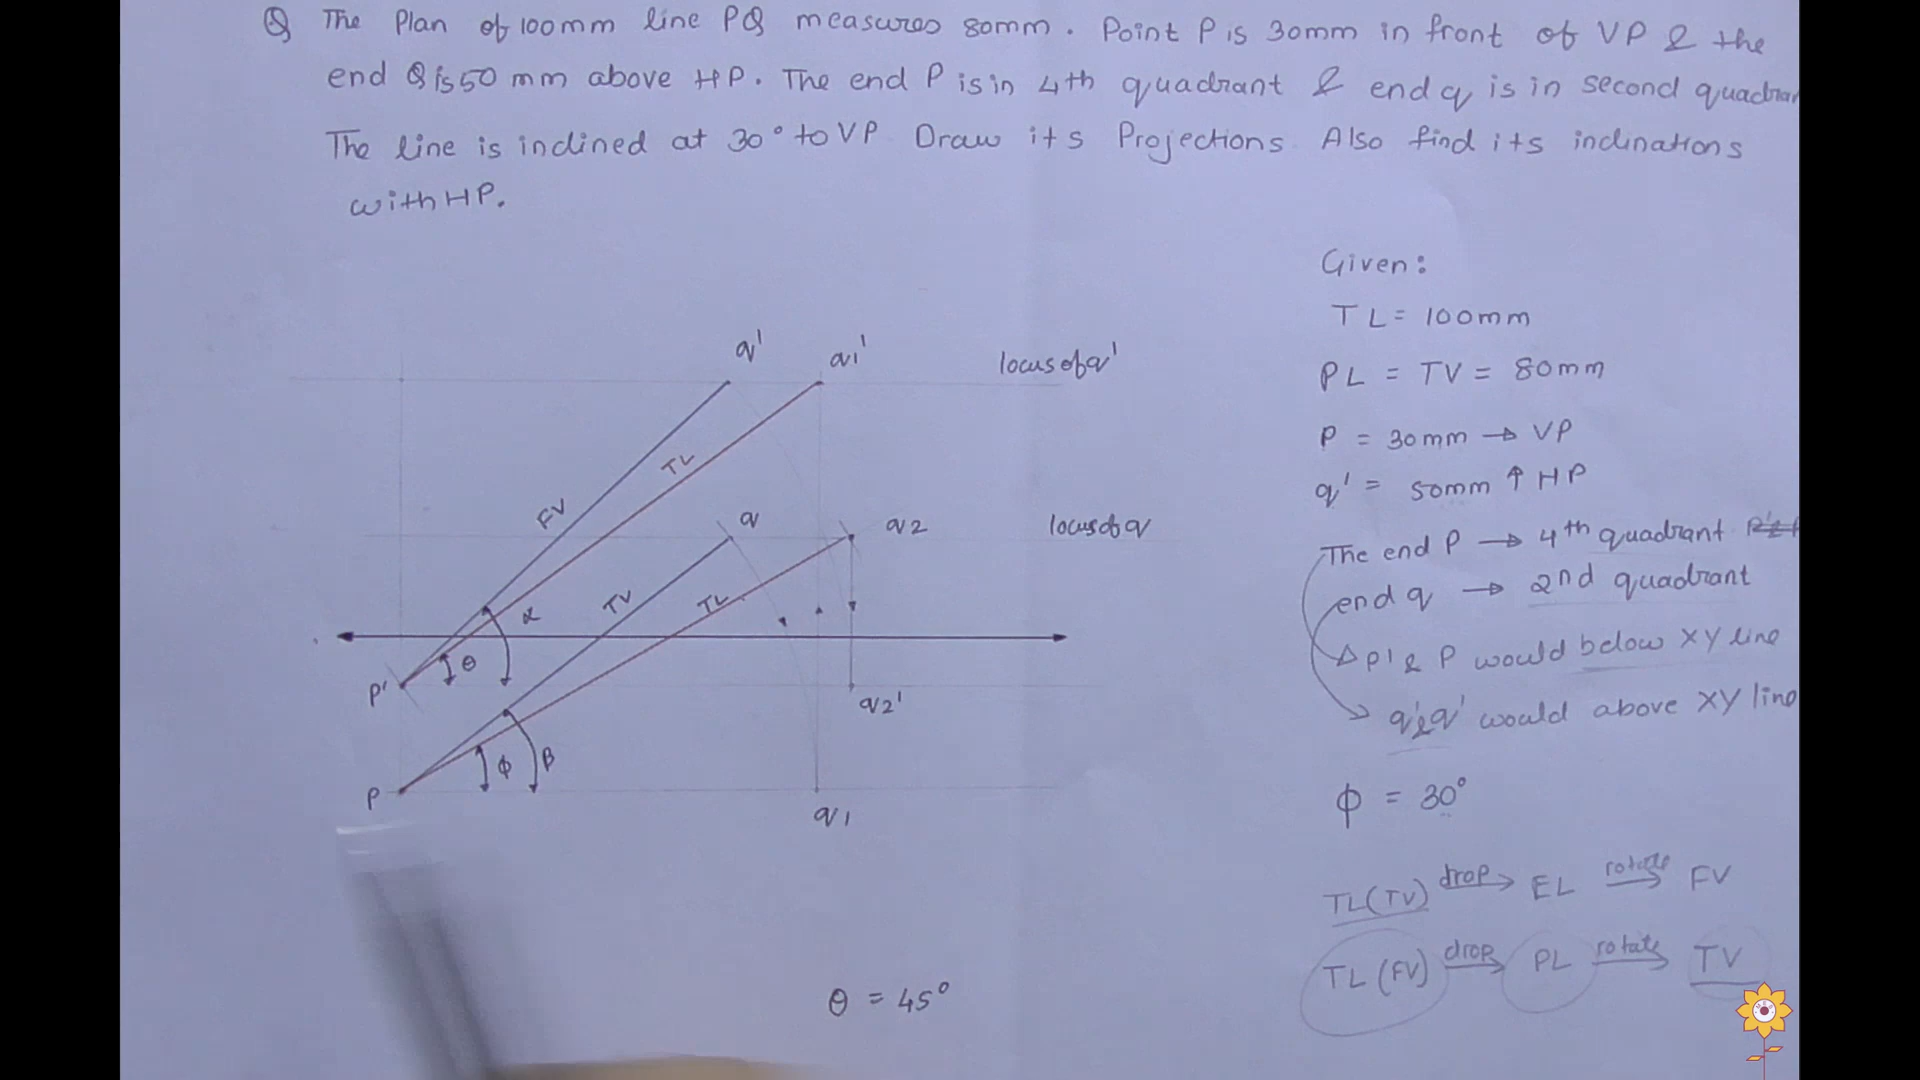 Q The Plan of 100mm line PQ measures 80mm. Point P is 30mm in front of VP & the
end Q is 50 mm above HP. The end P is in 4th quadrant & end q is in second quadran
The line is inclined at 30° to VP Draw its Projections. Also find its inclinations
with HP.
Given:
TL = 100mm
PL = TV = 80mm
P = 30mm → VP
q' = 50mm ↑ HP
The end P → 4th quadrant
end q → 2nd quadrant
P' & P would below XY line
q' & q' would above XY line
φ = 30°
TL(TV) drop→ EL rotate→ FV
TL(FV) drop→ PL rotate→ TV
q' q1' locus of q'
TL
FV
q q2 locus of q
TV TL
α
θ
P' q2'
φ β
P q1
θ = 45°